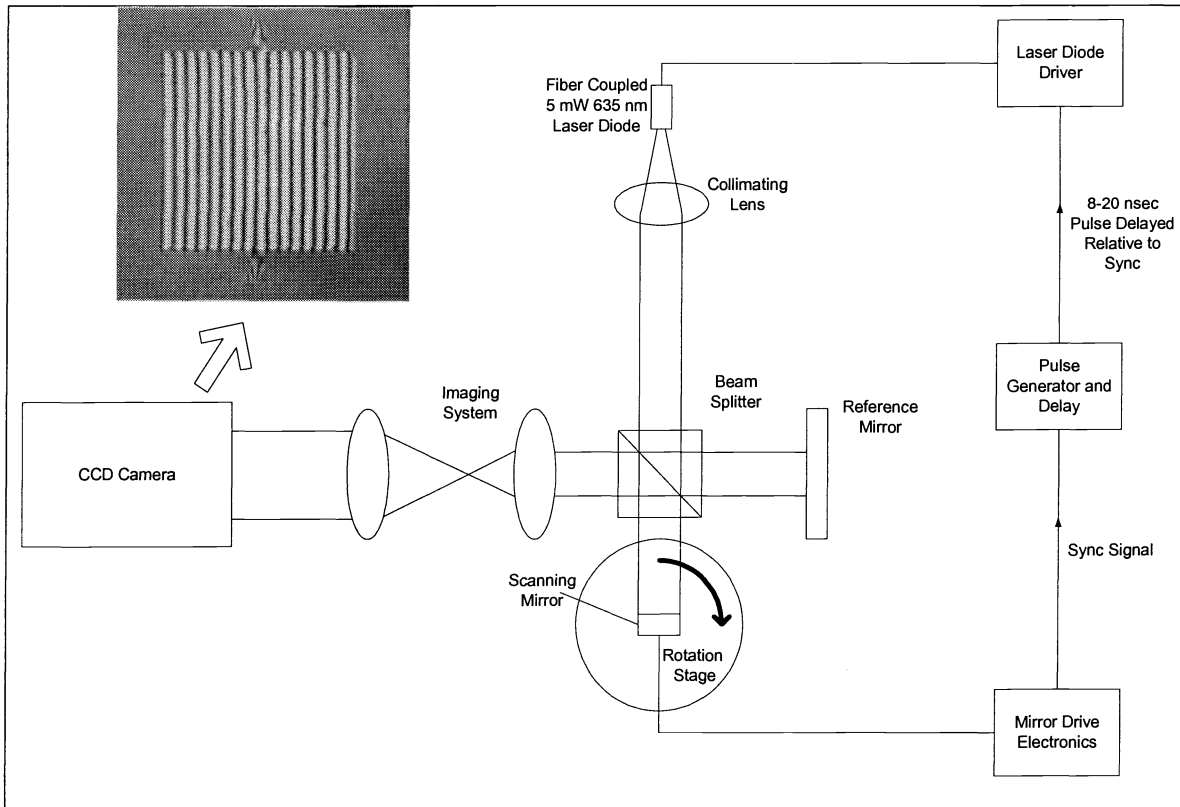 Fiber Coupled
5 mW 635 nm
Laser Diode
Laser Diode
Driver
Collimating
Lens
8-20 nsec
Pulse Delayed
Relative to
Sync
Pulse
Generator and
Delay
Imaging
System
Beam
Splitter
Reference
Mirror
CCD Camera
Sync Signal
Scanning
Mirror
Rotation
Stage
Mirror Drive
Electronics